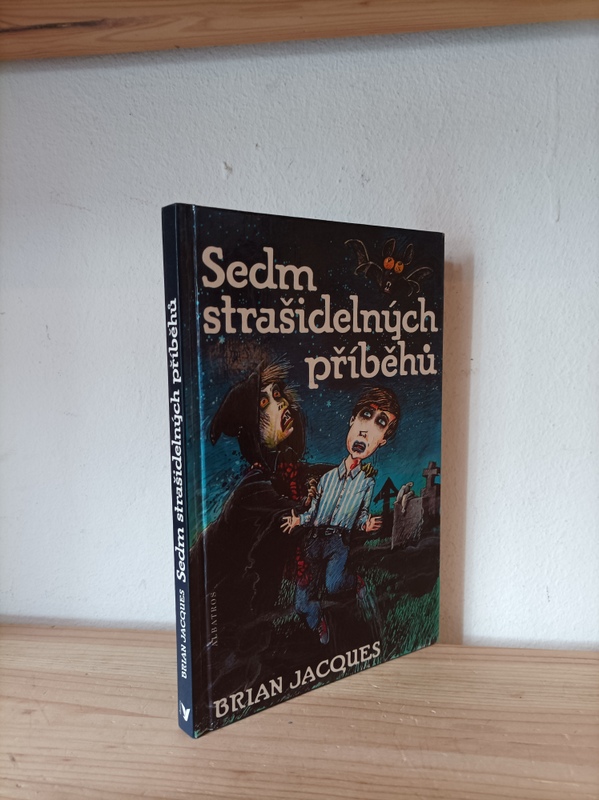 Sedm
strašidelných
příběhů
ALBATROS
BRIAN JACQUES
BRIAN JACQUES Sedm strašidelných příběhů